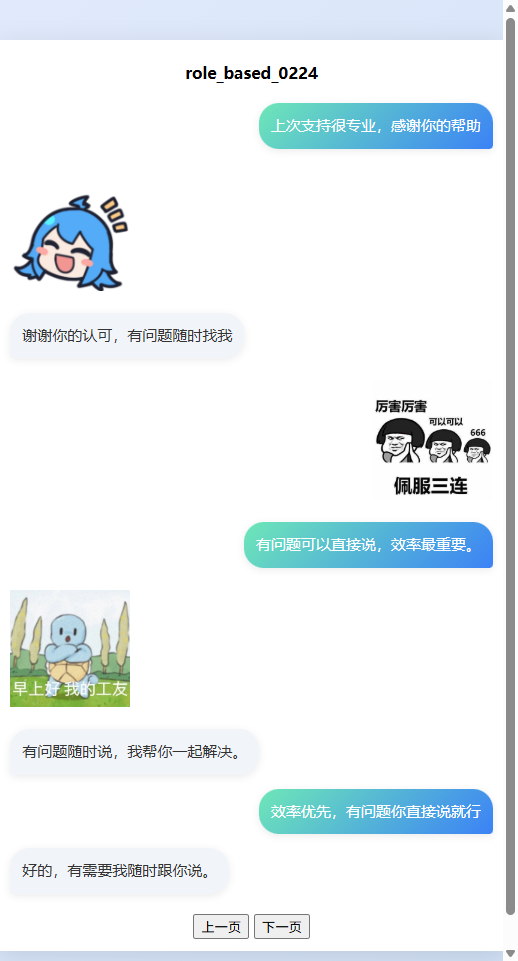 role_based_0224
上次支持很专业，感谢你的帮助
谢谢你的认可，有问题随时找我
厉害厉害
可以可以
666
佩服三连
有问题可以直接说，效率最重要。
早上好 我的工友
有问题随时说，我帮你一起解决。
效率优先，有问题你直接说就行
好的，有需要我随时跟你说。
上一页 下一页